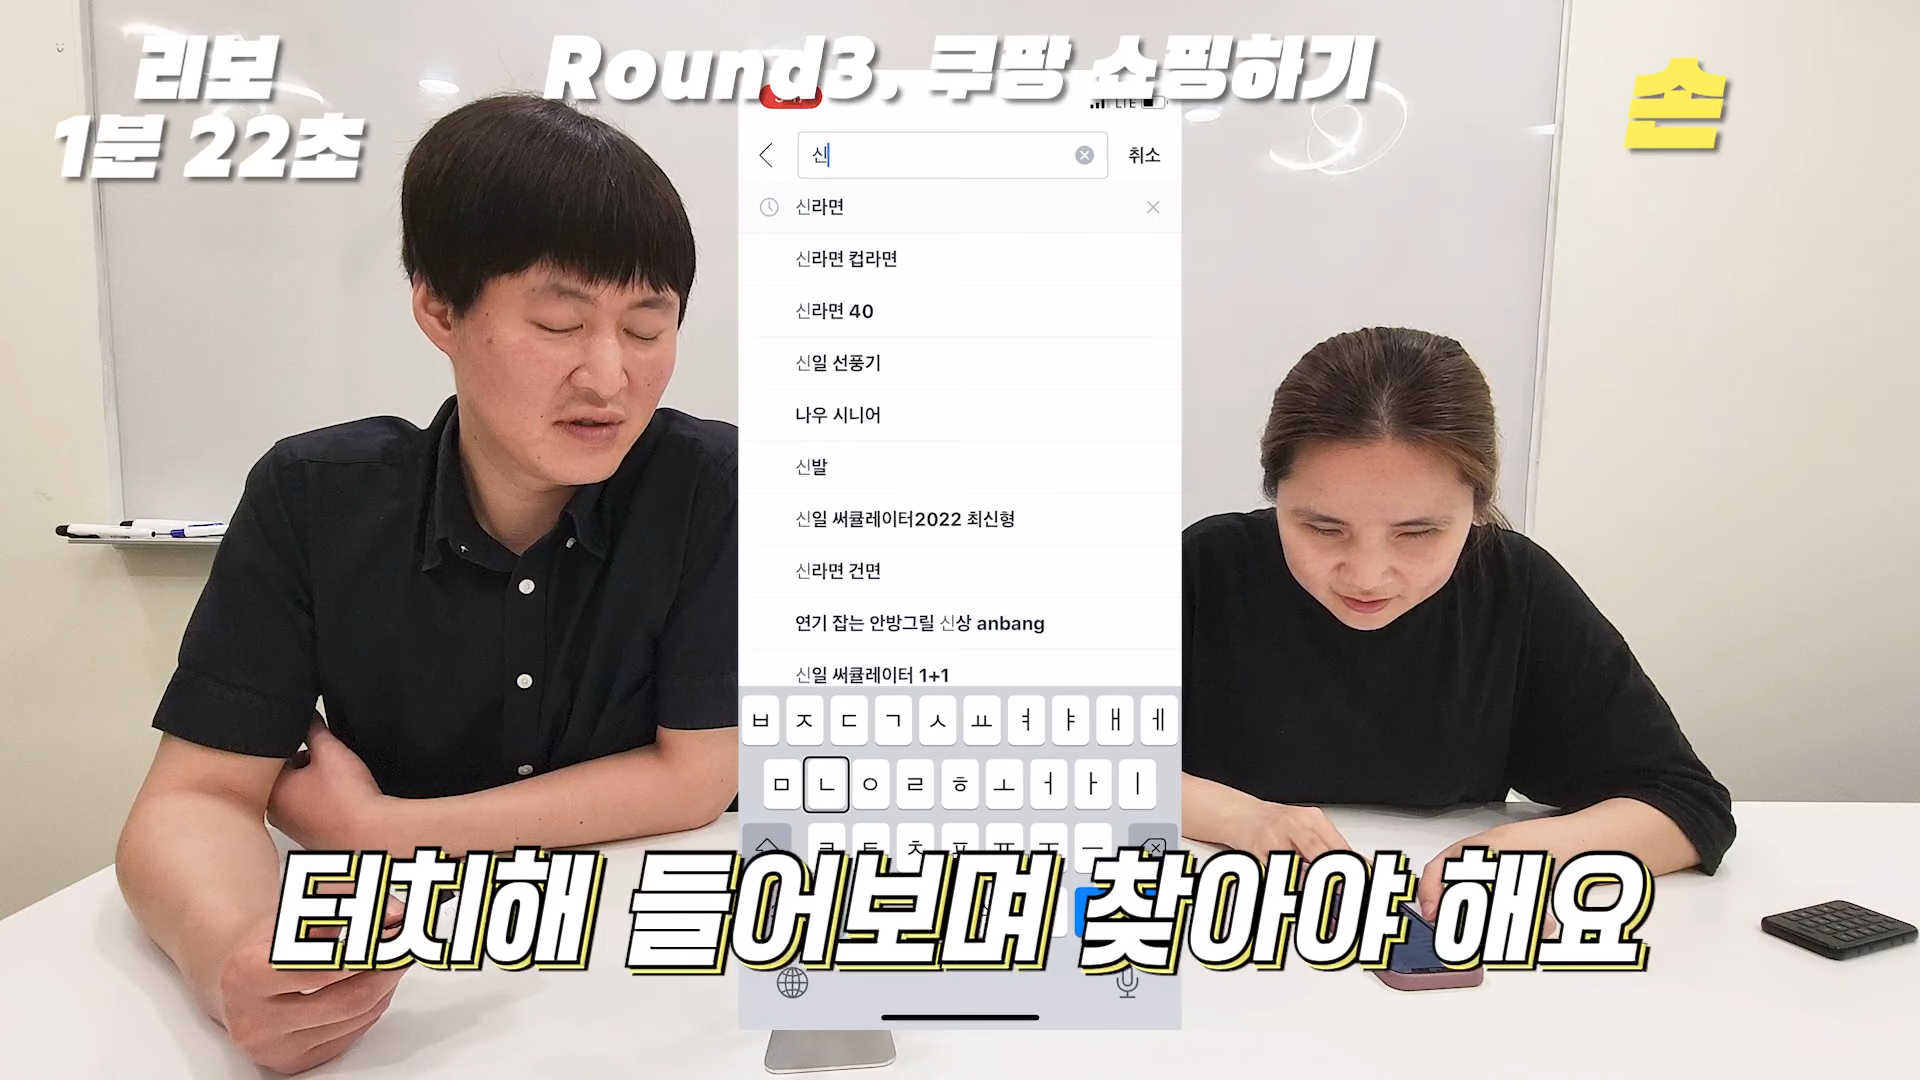 리보
1분 22초
Round3. 쿠팡 쇼핑하기
손
LTE
신
취소
신라면
신라면 컵라면
신라면 40
신일 선풍기
나우 시니어
신발
신일 써큘레이터2022 최신형
신라면 건면
연기 잡는 안방그릴 신상 anbang
신일 써큘레이터 1+1
ㅂ ㅈ ㄷ ㄱ ㅅ ㅛ ㅕ ㅑ ㅐ ㅔ
ㅁ ㄴ ㅇ ㄹ ㅎ ㅗ ㅓ ㅏ ㅣ
ㅋ ㅌ ㅊ ㅍ ㅠ ㅜ ㅡ
터치해 들어보며 찾아야 해요